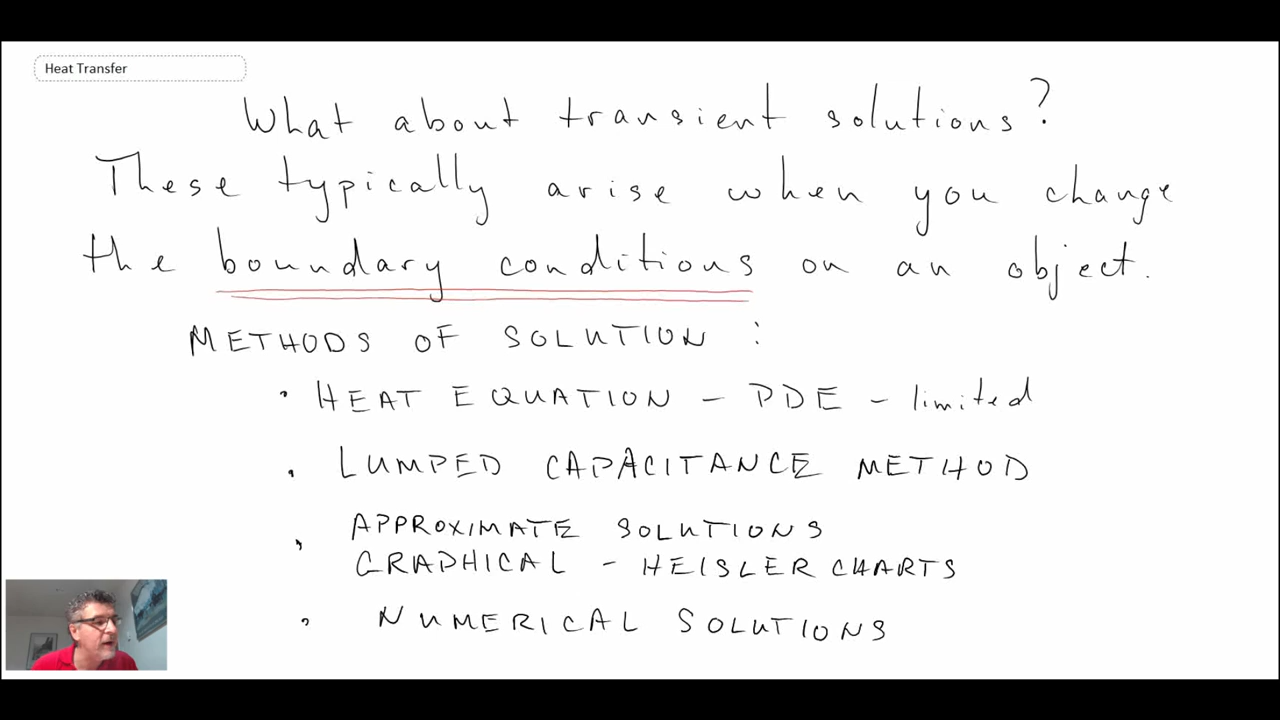 Heat Transfer
What about transient solutions?
These typically arise when you change
the boundary conditions on an object.
METHODS OF SOLUTION :
· HEAT EQUATION - PDE - limited
· LUMPED CAPACITANCE METHOD
· APPROXIMATE SOLUTIONS
GRAPHICAL - HEISLER CHARTS
· NUMERICAL SOLUTIONS